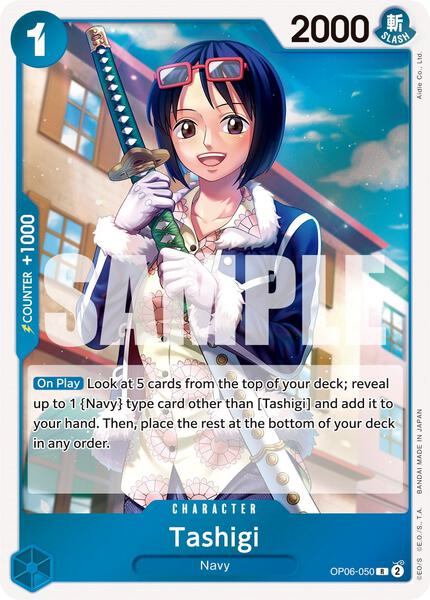 1
2000
斬
SLASH
Aidie Co., Ltd.
COUNTER +1000
SAMPLE
On Play Look at 5 cards from the top of your deck; reveal
up to 1 {Navy} type card other than [Tashigi] and add it to
your hand. Then, place the rest at the bottom of your deck
in any order.
©E.O./S ©E.O./S., T.A. BANDAI MADE IN JAPAN
CHARACTER
Tashigi
Navy
OP06-050 R 2